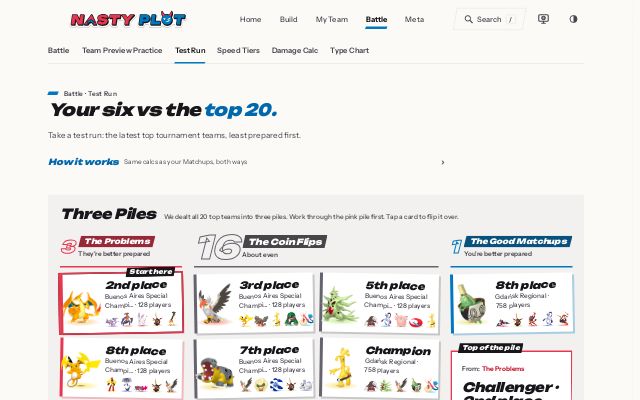 NASTY PLOT
Home Build My Team Battle Meta Search /
Battle Team Preview Practice Test Run Speed Tiers Damage Calc Type Chart
Battle · Test Run
Your six vs the top 20.
Take a test run: the latest top tournament teams, least prepared first.
How it works Same calcs as your Matchups, both ways
Three Piles We dealt all 20 top teams into three piles. Work through the pink pile first. Tap a card to flip it over.
3 The Problems
They're better prepared
16 The Coin Flips
About even
1 The Good Matchups
You're better prepared
Start here
2nd place
Buenos Aires Special
Champi... · 128 players
3rd place
Buenos Aires Special
Champi... · 128 players
5th place
Buenos Aires Special
Champi... · 128 players
8th place
Gdańsk Regional ·
758 players
8th place
Buenos Aires Special
Champi... · 128 players
7th place
Buenos Aires Special
Champi... · 128 players
Champion
Gdańsk Regional ·
758 players
Top of the pile
From: The Problems
Challenger ·
2nd place